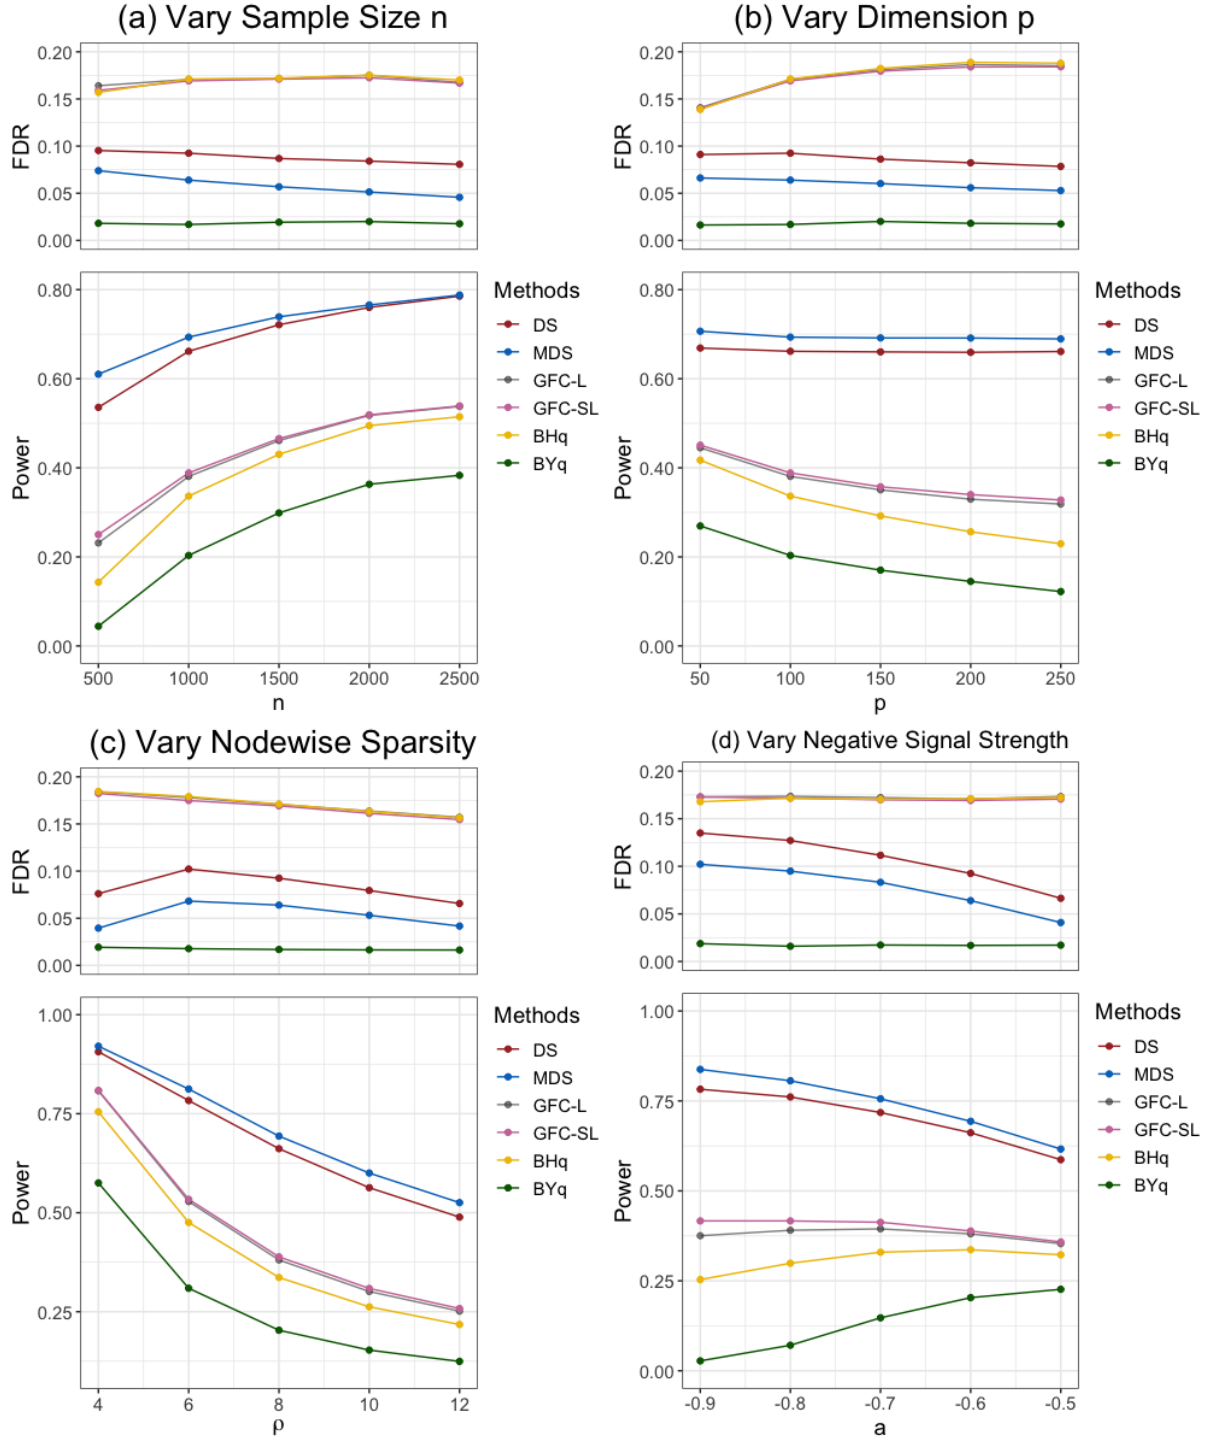 (a) Vary Sample Size n
0.20
0.15
0.10
0.05
0.00
FDR
0.80
0.60
0.40
0.20
0.00
Power
500 1000 1500 2000 2500
n
Methods
DS
MDS
GFC-L
GFC-SL
BHq
BYq
(b) Vary Dimension p
0.20
0.15
0.10
0.05
0.00
FDR
0.80
0.60
0.40
0.20
0.00
Power
50 100 150 200 250
p
Methods
DS
MDS
GFC-L
GFC-SL
BHq
BYq
(c) Vary Nodewise Sparsity
0.20
0.15
0.10
0.05
0.00
FDR
1.00
0.75
0.50
0.25
Power
4 6 8 10 12
ρ
Methods
DS
MDS
GFC-L
GFC-SL
BHq
BYq
(d) Vary Negative Signal Strength
0.20
0.15
0.10
0.05
0.00
FDR
1.00
0.75
0.50
0.25
0.00
Power
-0.9 -0.8 -0.7 -0.6 -0.5
a
Methods
DS
MDS
GFC-L
GFC-SL
BHq
BYq